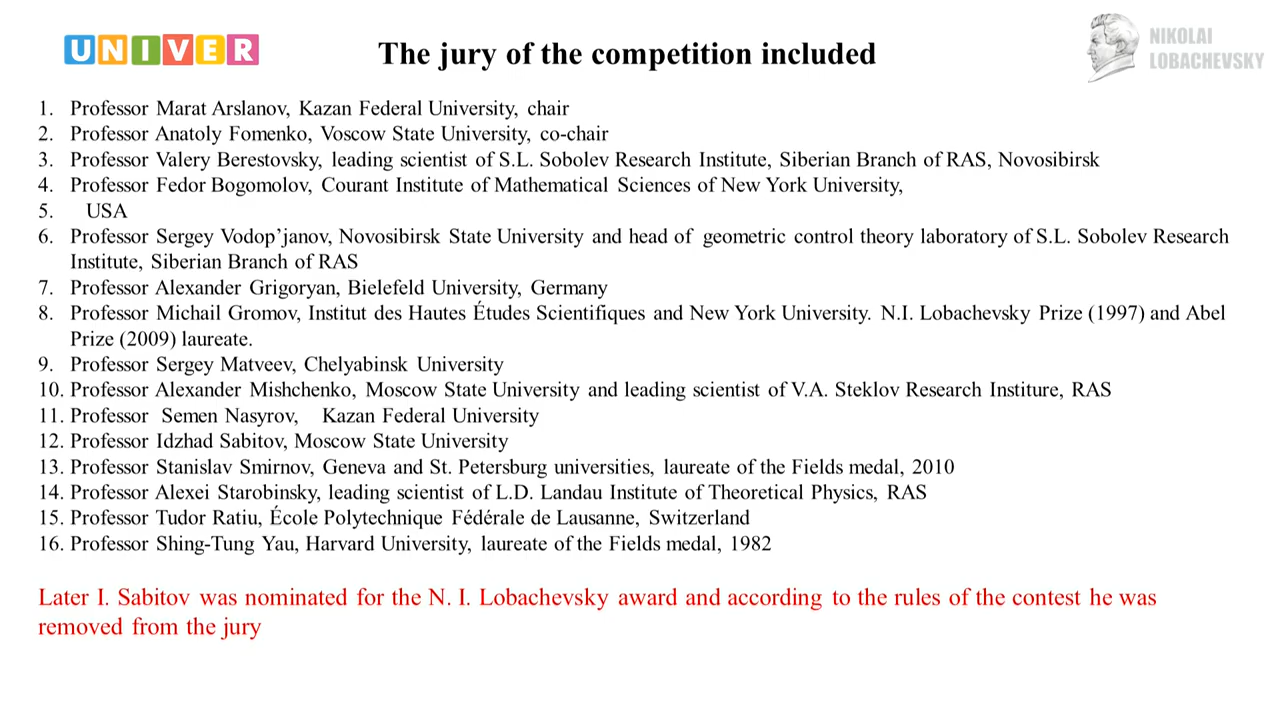 UNIVER
The jury of the competition included
NIKOLAI
LOBACHEVSKY
1. Professor Marat Arslanov, Kazan Federal University, chair
2. Professor Anatoly Fomenko, Voscow State University, co-chair
3. Professor Valery Berestovsky, leading scientist of S.L. Sobolev Research Institute, Siberian Branch of RAS, Novosibirsk
4. Professor Fedor Bogomolov, Courant Institute of Mathematical Sciences of New York University,
5. USA
6. Professor Sergey Vodop’janov, Novosibirsk State University and head of geometric control theory laboratory of S.L. Sobolev Research
Institute, Siberian Branch of RAS
7. Professor Alexander Grigoryan, Bielefeld University, Germany
8. Professor Michail Gromov, Institut des Hautes Études Scientifiques and New York University. N.I. Lobachevsky Prize (1997) and Abel
Prize (2009) laureate.
9. Professor Sergey Matveev, Chelyabinsk University
10. Professor Alexander Mishchenko, Moscow State University and leading scientist of V.A. Steklov Research Institure, RAS
11. Professor Semen Nasyrov, Kazan Federal University
12. Professor Idzhad Sabitov, Moscow State University
13. Professor Stanislav Smirnov, Geneva and St. Petersburg universities, laureate of the Fields medal, 2010
14. Professor Alexei Starobinsky, leading scientist of L.D. Landau Institute of Theoretical Physics, RAS
15. Professor Tudor Ratiu, École Polytechnique Fédérale de Lausanne, Switzerland
16. Professor Shing-Tung Yau, Harvard University, laureate of the Fields medal, 1982
Later I. Sabitov was nominated for the N. I. Lobachevsky award and according to the rules of the contest he was
removed from the jury